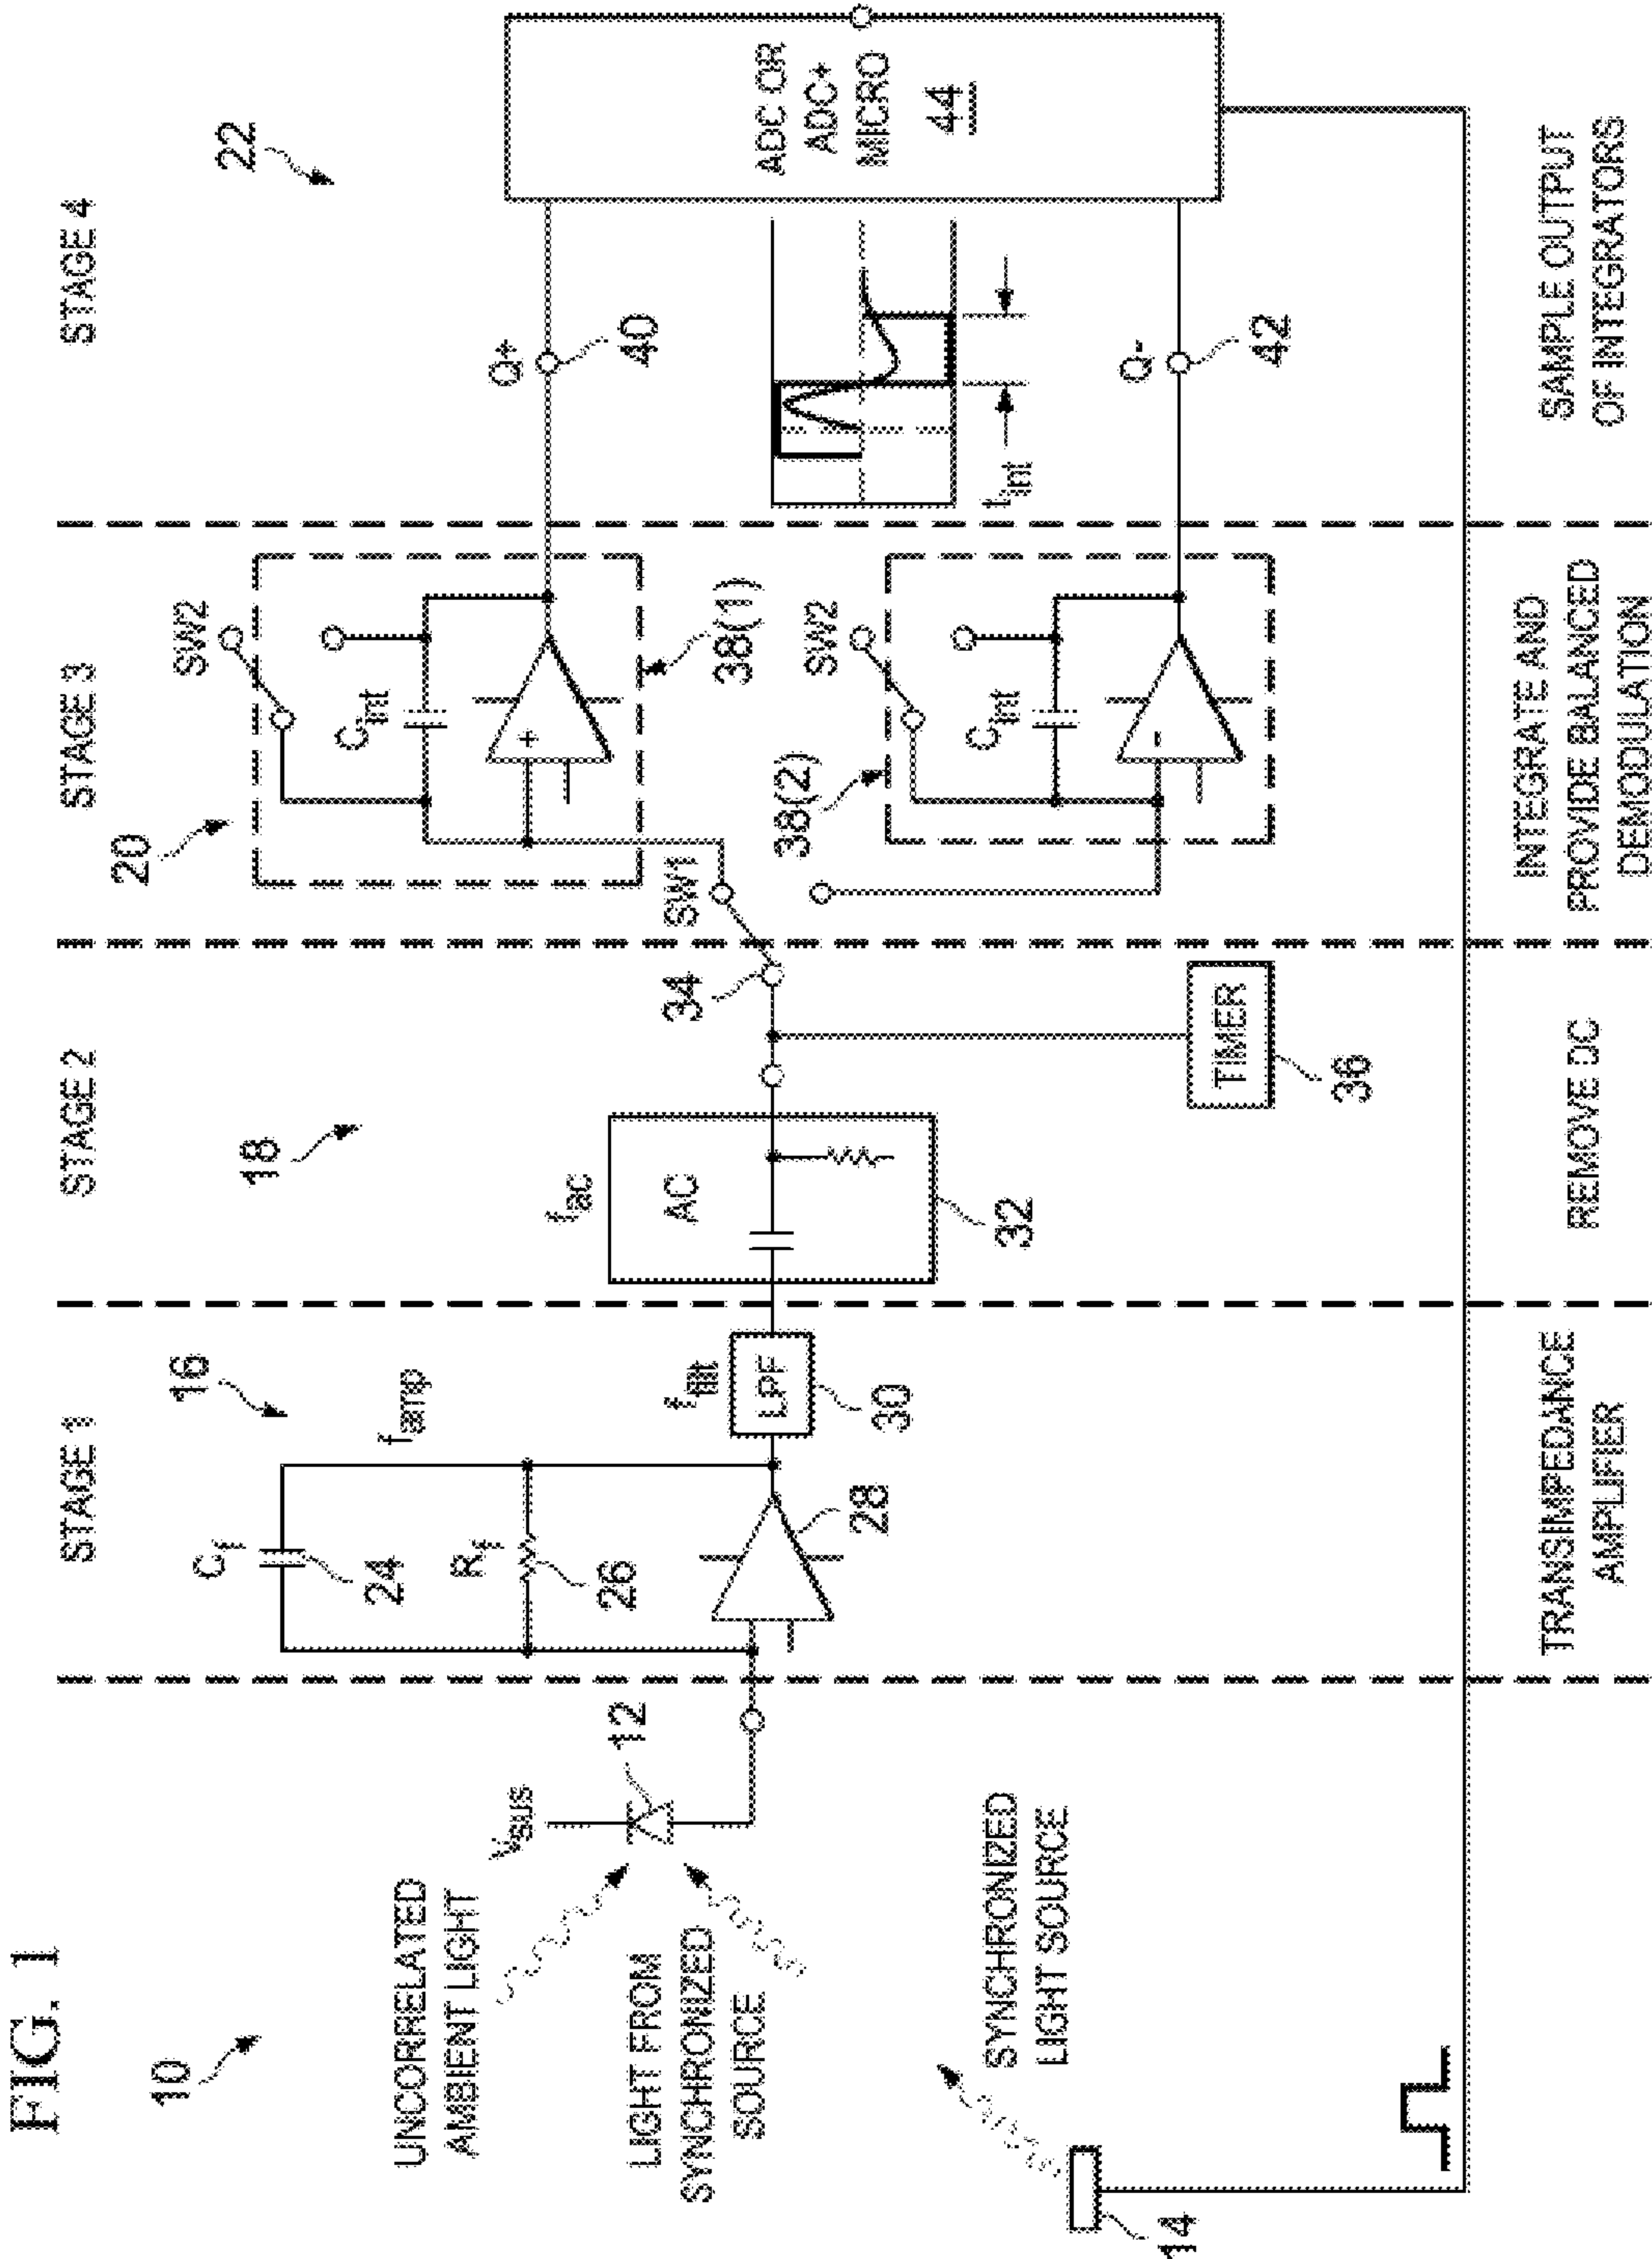 FIG. 1
10
STAGE 1
STAGE 2
STAGE 3
STAGE 4
16
18
20
22
UNCORRELATED
AMBIENT LIGHT
LIGHT FROM
SYNCHRONIZED
SOURCE
12
SYNCHRONIZED
LIGHT SOURCE
14
Cf
24
Rf
26
famp
28
ffilt
LPF
30
fac
AC
32
34
TIMER
36
SW1
SW2
Cint
+
38(1)
38(2)
SW2
Cint
-
Q+
40
tint
Q-
42
ADC OR
ADC+
MICRO
44
TRANSIMPEDANCE
AMPLIFIER
REMOVE DC
INTEGRATE AND
PROVIDE BALANCED
DEMODULATION
SAMPLE OUTPUT
OF INTEGRATORS